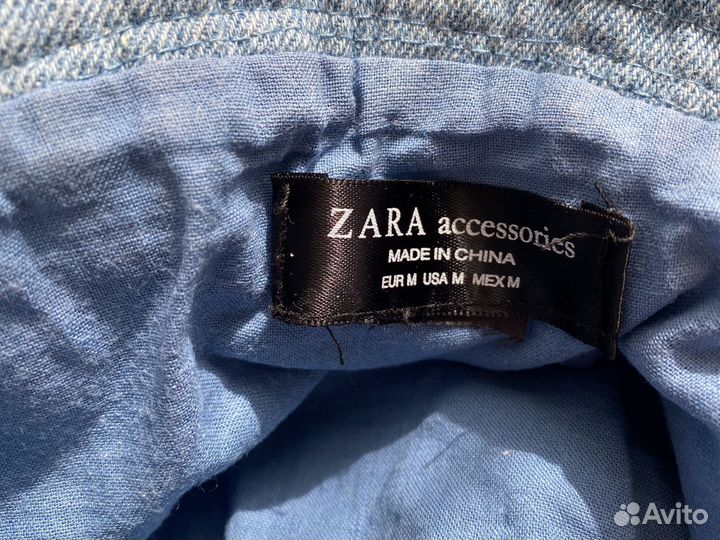 ZARA accessories
MADE IN CHINA
EUR M USA M MEX M
Avito